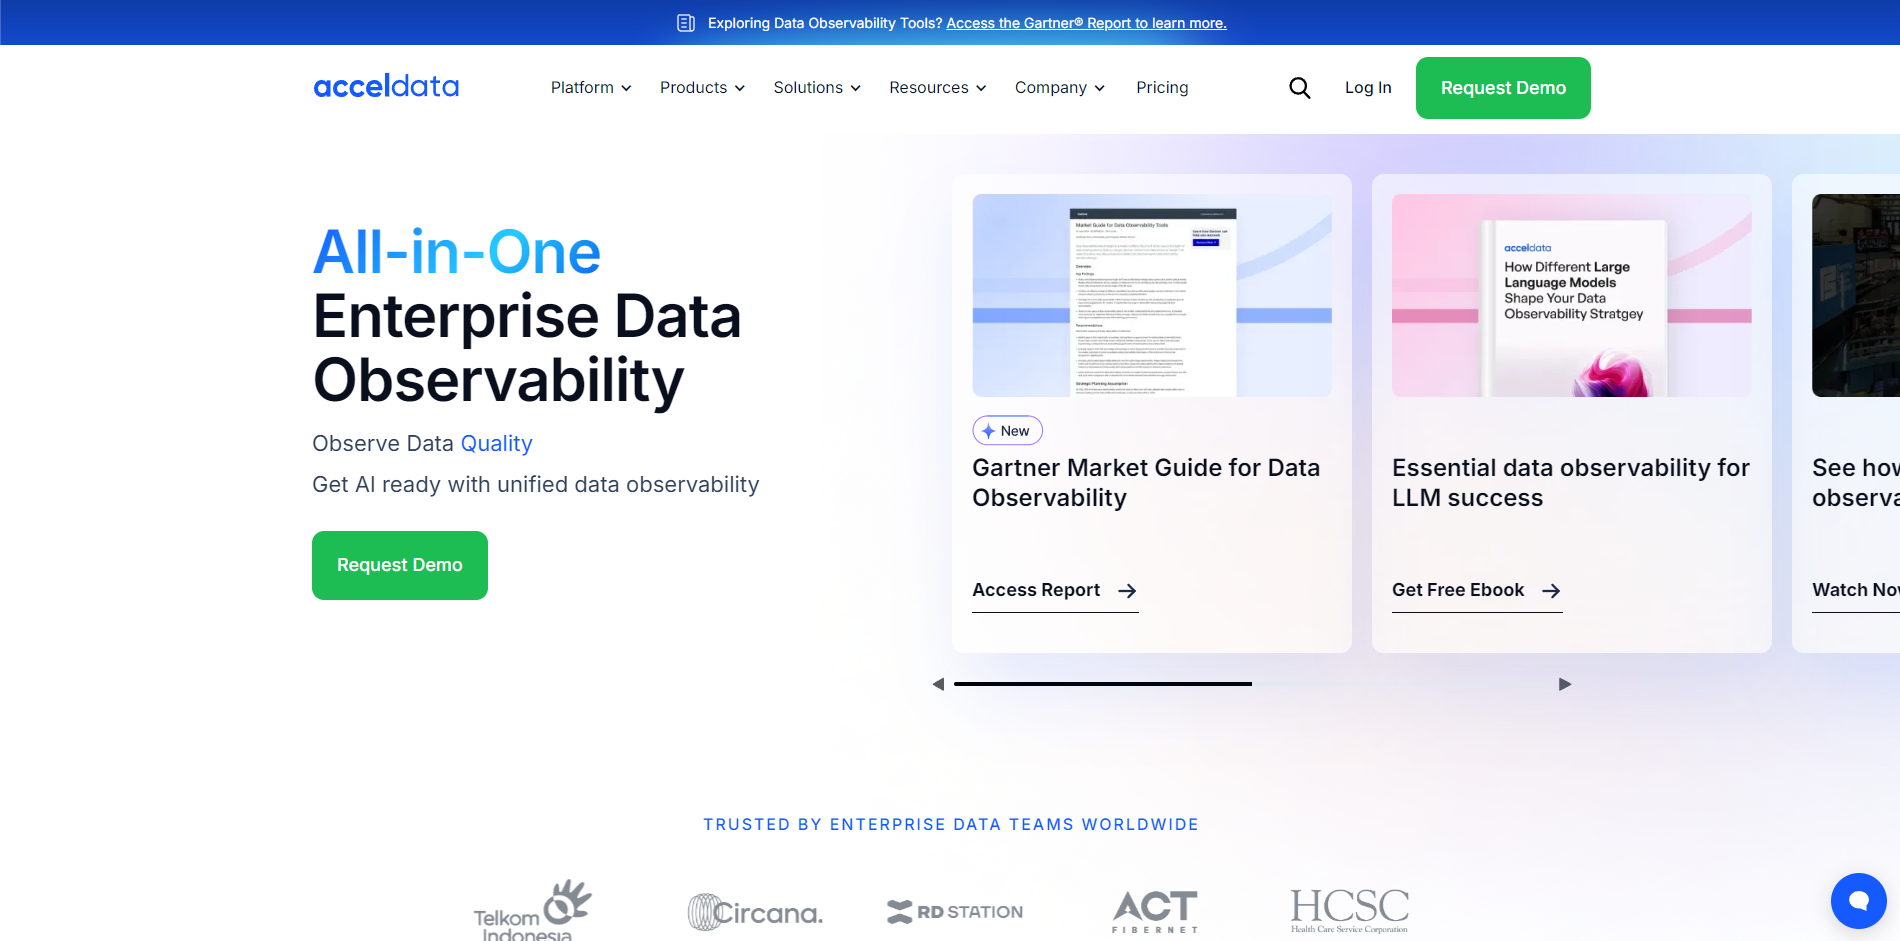 Exploring Data Observability Tools? Access the Gartner® Report to learn more.
acceldata
Platform
Products
Solutions
Resources
Company
Pricing
Log In
Request Demo
All-in-One
Enterprise Data
Observability
Observe Data Quality
Get AI ready with unified data observability
Request Demo
Market Guide for Data Observability Tools
New
Gartner Market Guide for Data
Observability
Access Report
acceldata
How Different Large
Language Models
Shape Your Data
Observability Stratgey
Essential data observability for
LLM success
Get Free Ebook
See how
observa
Watch Now
TRUSTED BY ENTERPRISE DATA TEAMS WORLDWIDE
Telkom
Indonesia
Circana.
RD STATION
ACT
FIBERNET
HCSC
Health Care Service Corporation